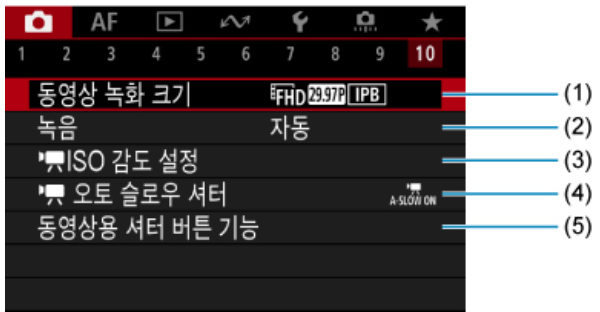 AF
1 2 3 4 5 6 7 8 9 10
동영상 녹화 크기 FHD 29.97P IPB (1)
녹음 자동 (2)
ISO 감도 설정 (3)
오토 슬로우 셔터 A-SLOW ON (4)
동영상용 셔터 버튼 기능 (5)